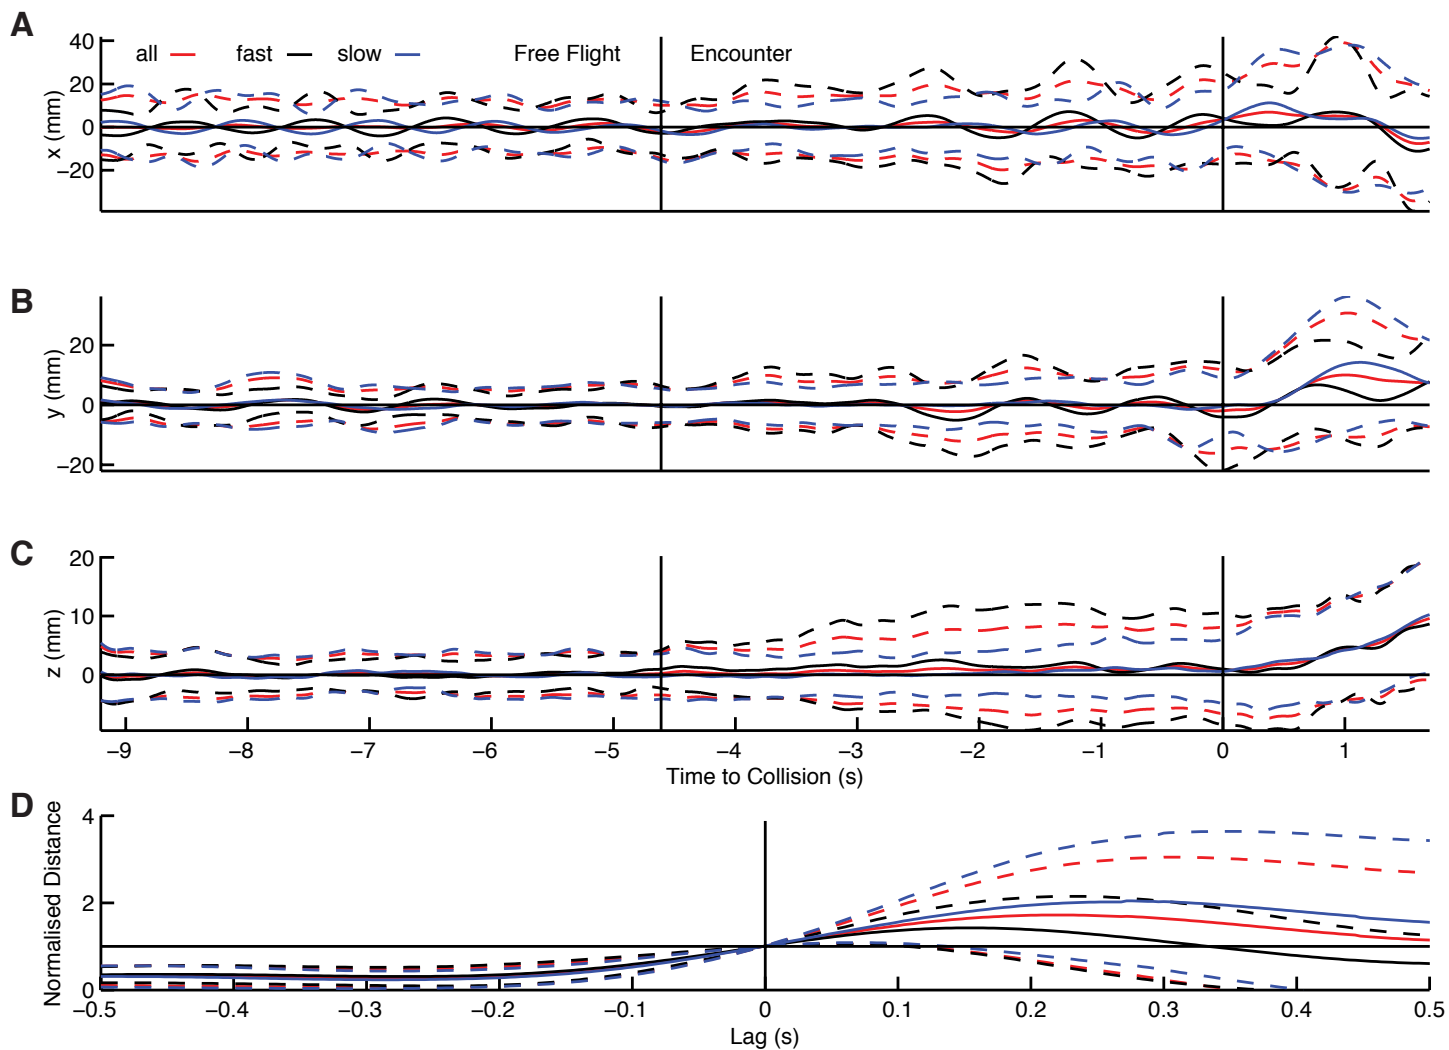 A
all fast slow Free Flight Encounter
40
20
0
−20
x (mm)
B
20
0
−20
y (mm)
C
20
10
0
z (mm)
−9 −8 −7 −6 −5 −4 −3 −2 −1 0 1
Time to Collision (s)
D
4
2
0
Normalised Distance
−0.5 −0.4 −0.3 −0.2 −0.1 0 0.1 0.2 0.3 0.4 0.5
Lag (s)